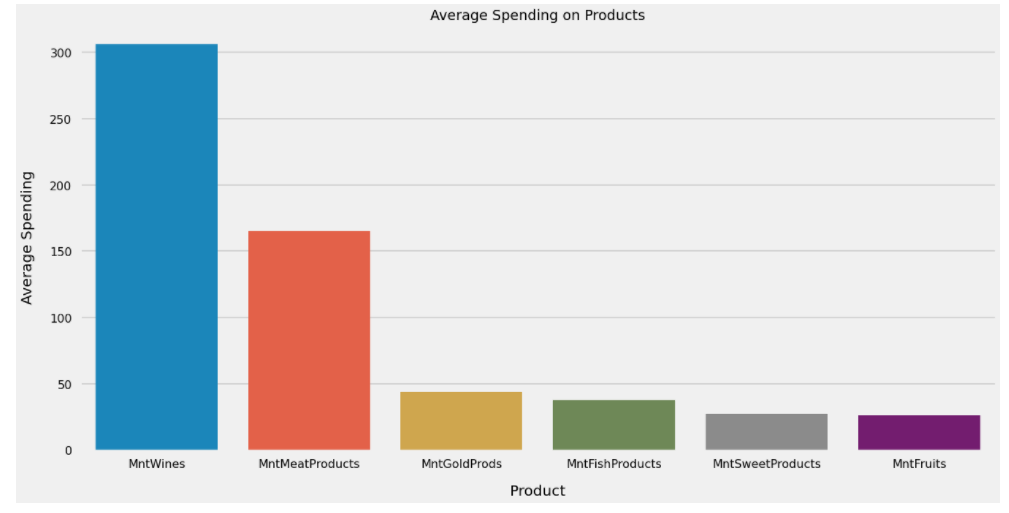 Average Spending on Products
Average Spending
300
250
200
150
100
50
0
MntWines MntMeatProducts MntGoldProds MntFishProducts MntSweetProducts MntFruits
Product